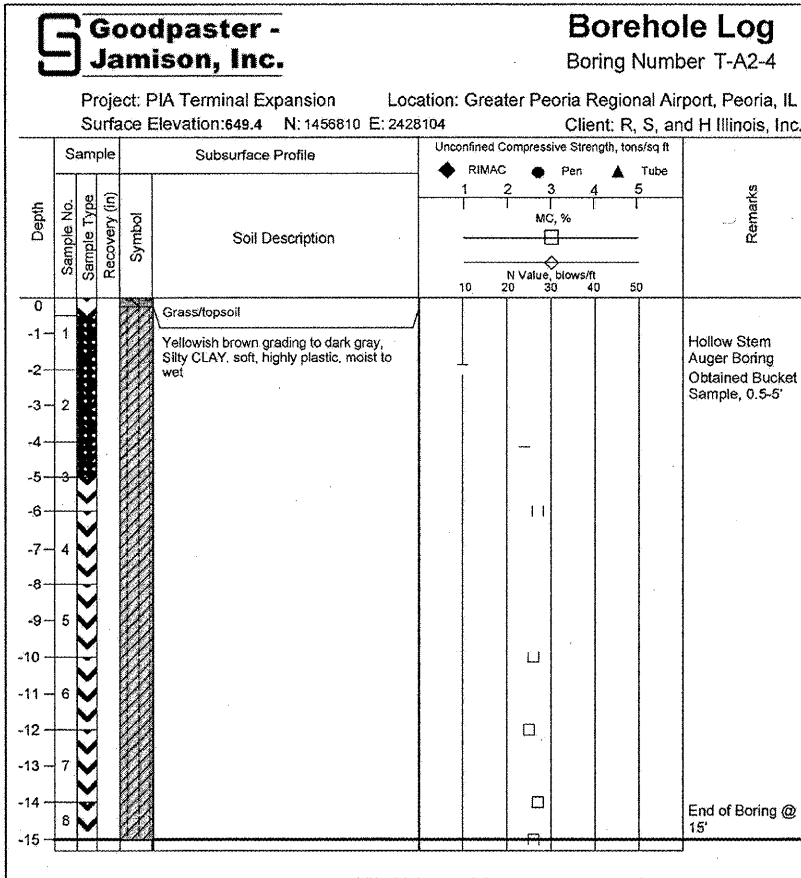 Goodpaster -
Jamison, Inc.
Borehole Log
Boring Number T-A2-4
Project: PIA Terminal Expansion Location: Greater Peoria Regional Airport, Peoria, IL
Surface Elevation:649.4 N: 1456810 E: 2428104 Client: R, S, and H Illinois, Inc.
Sample
Subsurface Profile
Unconfined Compressive Strength, tons/sq ft
RIMAC Pen Tube
1 2 3 4 5
MC, %
N Value, blows/ft
10 20 30 40 50
Depth
Sample No.
Sample Type
Recovery (in)
Symbol
Soil Description
Remarks
0
Grass/topsoil
-1 1
Yellowish brown grading to dark gray,
Silty CLAY, soft, highly plastic, moist to
wet
Hollow Stem
Auger Boring
Obtained Bucket
Sample, 0.5-5'
-2
-3 2
-4
-5 3
-6
-7 4
-8
-9 5
-10
-11 6
-12
-13 7
-14
8
End of Boring @
15'
-15